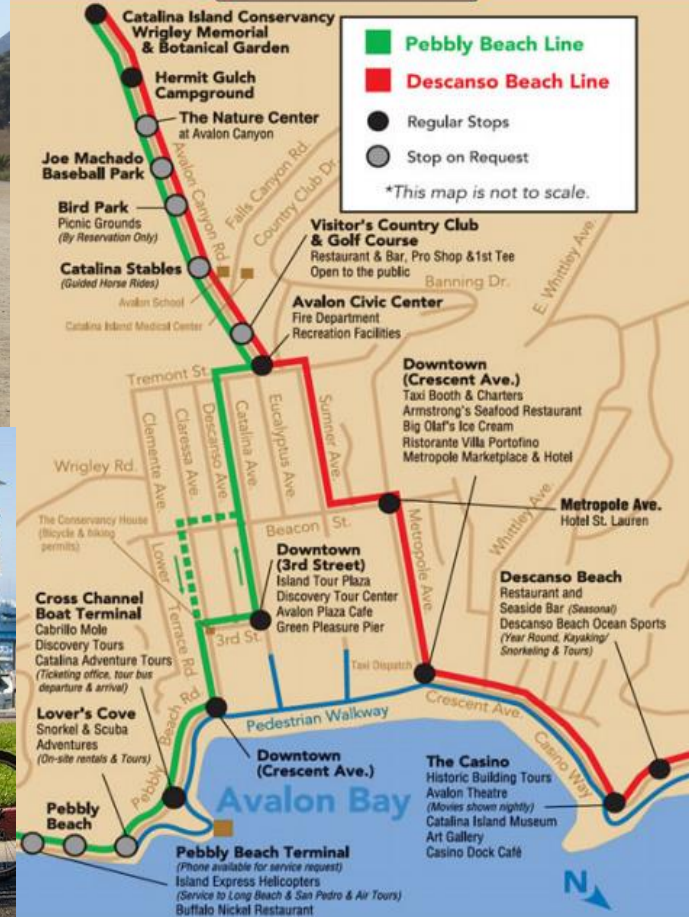 Catalina Island Conservancy
Wrigley Memorial
& Botanical Garden
Hermit Gulch
Campground
The Nature Center
at Avalon Canyon
Joe Machado
Baseball Park
Bird Park
Picnic Grounds
(By Reservation Only)
Catalina Stables
(Guided Horse Rides)
Avalon School
Catalina Island Medical Center
Avalon Canyon Rd.
Falls Canyon Rd.
Country Club Dr.
Pebbly Beach Line
Descanso Beach Line
Regular Stops
Stop on Request
*This map is not to scale.
Visitor's Country Club
& Golf Course
Restaurant & Bar, Pro Shop &1st Tee
Open to the public
Banning Dr.
E. Whittley Ave.
Avalon Civic Center
Fire Department
Recreation Facilities
Downtown
(Crescent Ave.)
Taxi Booth & Charters
Armstrong's Seafood Restaurant
Big Olaf's Ice Cream
Ristorante Villa Portofino
Metropole Marketplace & Hotel
Tremont St.
Clemente Ave.
Claressa Ave.
Descanso Ave.
Catalina Ave.
Eucalyptus Ave.
Sumner Ave.
Wrigley Rd.
Beacon St.
Metropole Ave.
Whittley Ave.
Metropole Ave.
Hotel St. Lauren
The Conservancy House
(Bicycle & hiking
permits)
Lower Terrace Rd
3rd St.
Downtown
(3rd Street)
Island Tour Plaza
Discovery Tour Center
Avalon Plaza Cafe
Green Pleasure Pier
Descanso Beach
Restaurant and
Seaside Bar (Seasonal)
Descanso Beach Ocean Sports
(Year Round, Kayaking/
Snorkeling & Tours)
Cross Channel
Boat Terminal
Cabrillo Mole
Discovery Tours
Catalina Adventure Tours
(Ticketing office, tour bus
departure & arrival)
Lover's Cove
Snorkel & Scuba
Adventures
(On-site rentals & Tours)
Pebbly Beach Rd.
Taxi Dispatch
Pedestrian Walkway
Crescent Ave.
Casino Way
Downtown
(Crescent Ave.)
Avalon Bay
The Casino
Historic Building Tours
Avalon Theatre
(Movies shown nightly)
Catalina Island Museum
Art Gallery
Casino Dock Café
Pebbly
Beach
Pebbly Beach Terminal
(Phone available for service request)
Island Express Helicopters
(Service to Long Beach & San Pedro & Air Tours)
Buffalo Nickel Restaurant
N